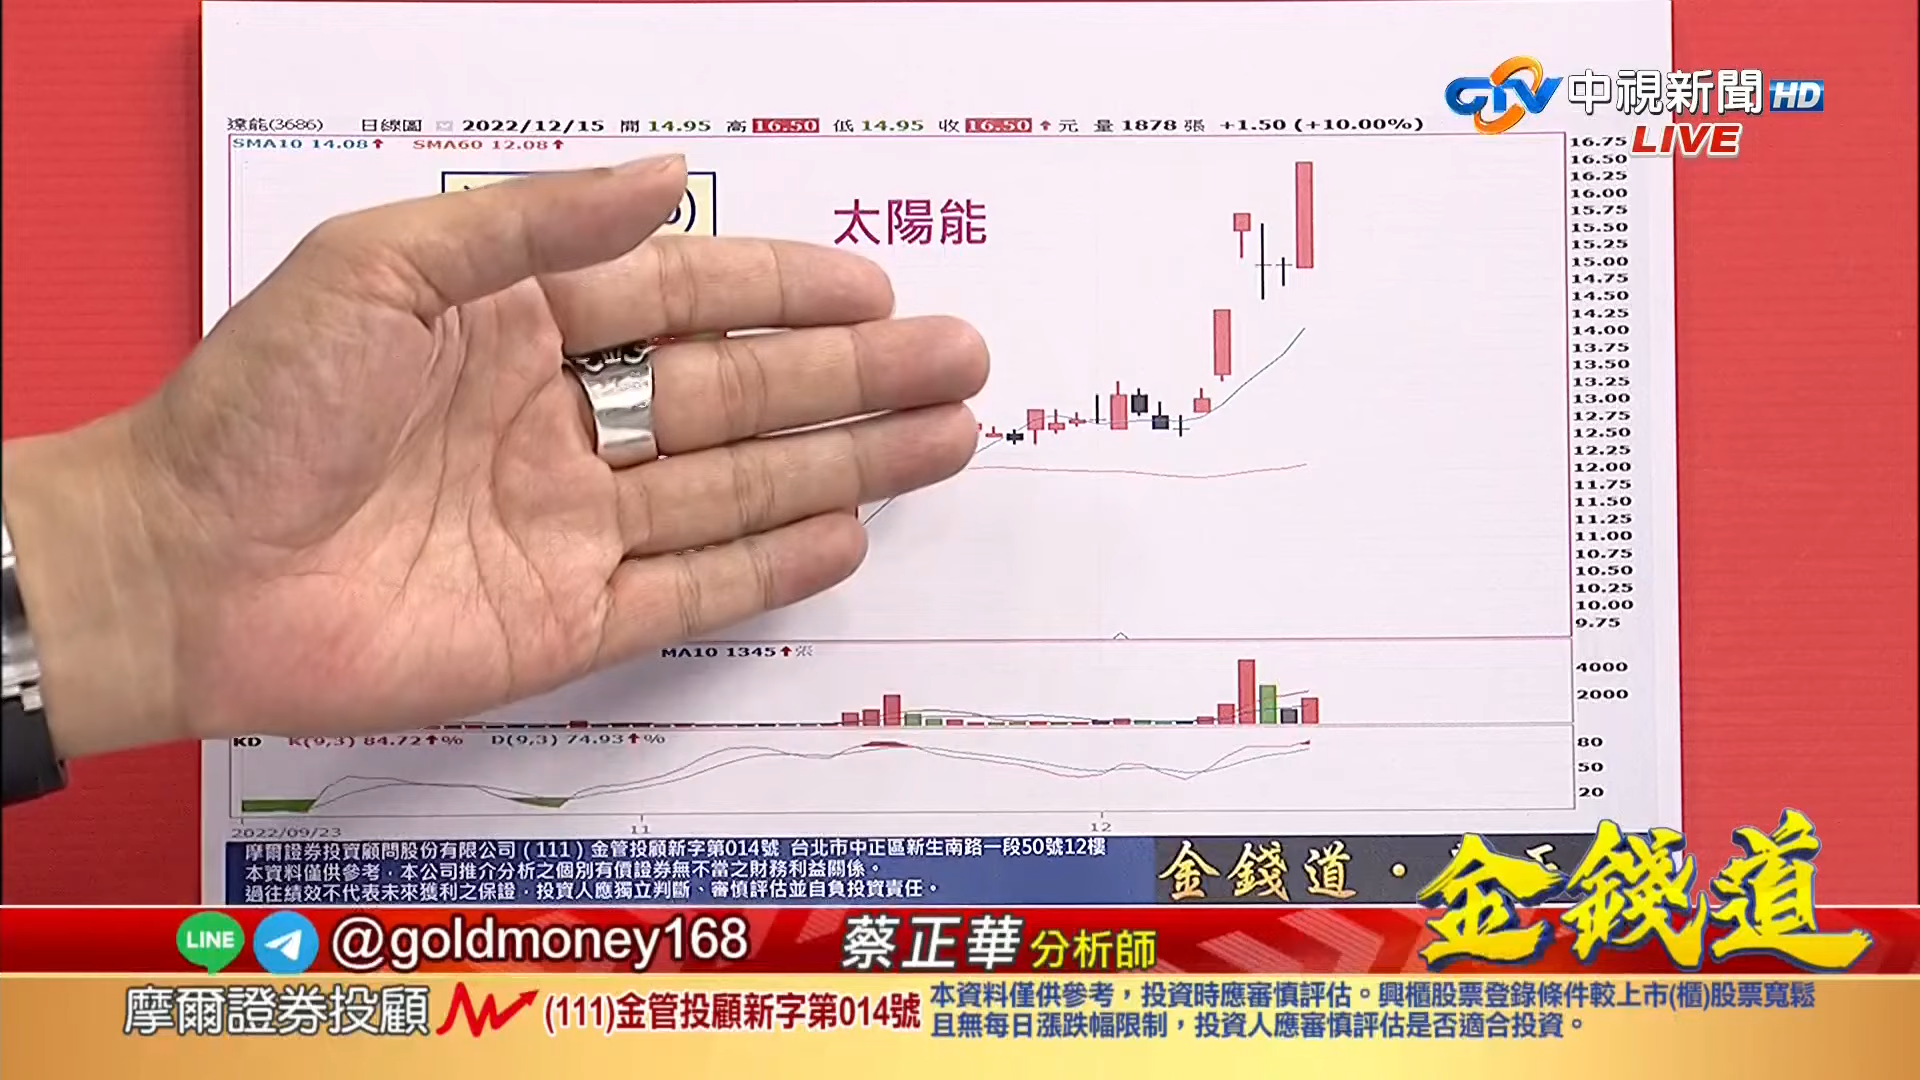 CTV 中視新聞 HD
LIVE
達能(3686) 日線圖 2022/12/15 開 14.95 高 16.50 低 14.95 收 16.50 ↑ 元 量 1878 張 +1.50 (+10.00%)
SMA10 14.08↑ SMA60 12.08↑
太陽能
16.75
16.50
16.25
16.00
15.75
15.50
15.25
15.00
14.75
14.50
14.25
14.00
13.75
13.50
13.25
13.00
12.75
12.50
12.25
12.00
11.75
11.50
11.25
11.00
10.75
10.50
10.25
10.00
9.75
MA10 1345↑張
4000
2000
KD K(9,3) 84.72↑% D(9,3) 74.93↑%
80
50
20
2022/09/23 11 12
摩爾證券投資顧問股份有限公司(111)金管投顧新字第014號 台北市中正區新生南路一段50號12樓
本資料僅供參考,本公司推介分析之個別有價證券無不當之財務利益關係。
過往績效不代表未來獲利之保證,投資人應獨立判斷、審慎評估並自負投資責任。
金錢道・
金錢道
LINE @goldmoney168 蔡正華 分析師
摩爾證券投顧 (111)金管投顧新字第014號
本資料僅供參考,投資時應審慎評估。興櫃股票登錄條件較上市(櫃)股票寬鬆
且無每日漲跌幅限制,投資人應審慎評估是否適合投資。